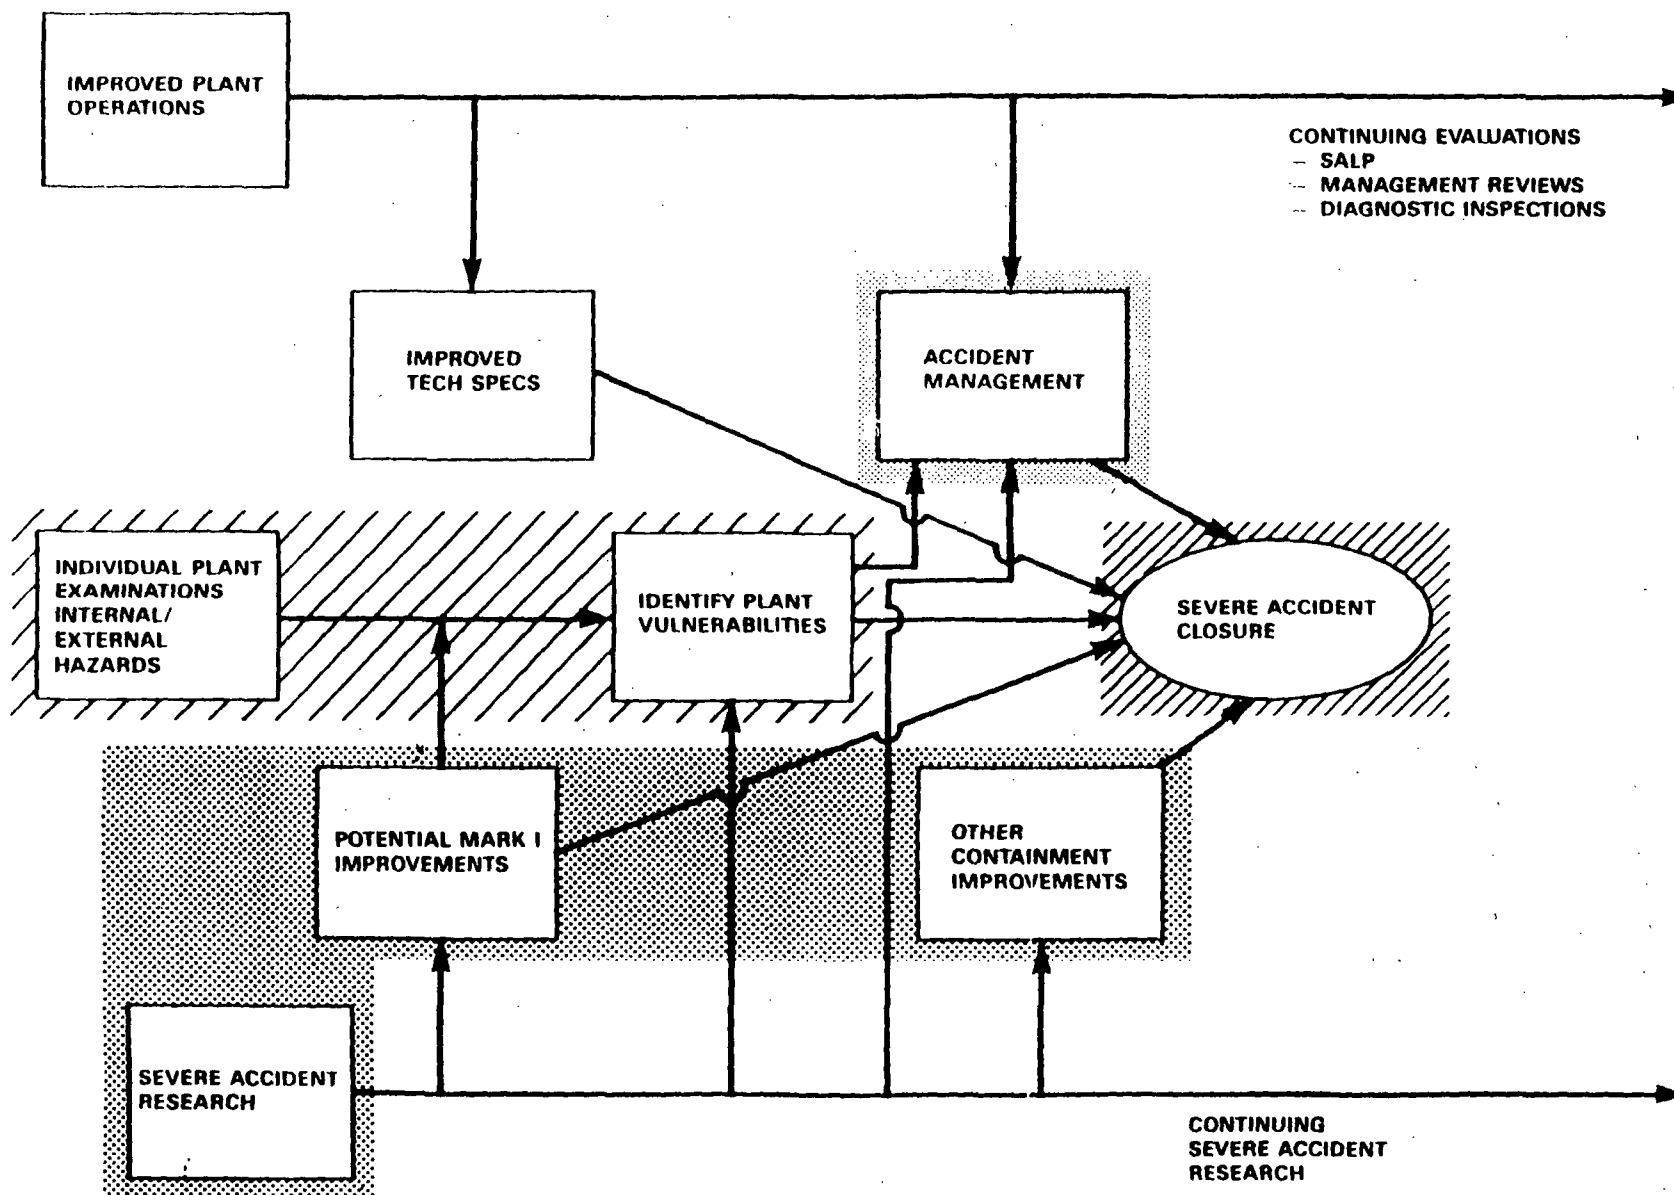 IMPROVED PLANT
OPERATIONS
CONTINUING EVALUATIONS
– SALP
– MANAGEMENT REVIEWS
– DIAGNOSTIC INSPECTIONS
IMPROVED
TECH SPECS
ACCIDENT
MANAGEMENT
INDIVIDUAL PLANT
EXAMINATIONS
INTERNAL/
EXTERNAL
HAZARDS
IDENTIFY PLANT
VULNERABILITIES
SEVERE ACCIDENT
CLOSURE
POTENTIAL MARK I
IMPROVEMENTS
OTHER
CONTAINMENT
IMPROVEMENTS
SEVERE ACCIDENT
RESEARCH
CONTINUING
SEVERE ACCIDENT
RESEARCH